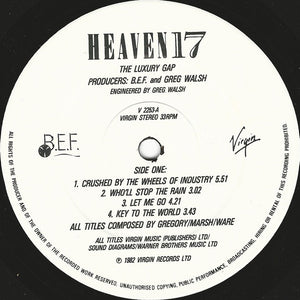 HEAVEN 17
THE LUXURY GAP
PRODUCERS: B.E.F. and GREG WALSH
ENGINEERED BY GREG WALSH
V 2253-A
VIRGIN STEREO 33RPM
B.E.F.
Virgin
SIDE ONE:
1. CRUSHED BY THE WHEELS OF INDUSTRY 5.51
2. WHO'LL STOP THE RAIN 3.02
3. LET ME GO 4.21
4. KEY TO THE WORLD 3.43
ALL TITLES COMPOSED BY GREGORY/MARSH/WARE
ALL TITLES VIRGIN MUSIC (PUBLISHERS) LTD/
SOUND DIAGRAMS/WARNER BROTHERS MUSIC LTD
℗ 1982 VIRGIN RECORDS LTD
ALL RIGHTS OF THE PRODUCER AND OF THE OWNER OF THE RECORDED WORK RESERVED. UNAUTHORISED COPYING, PUBLIC PERFORMANCE, BROADCASTING, HIRING OR RENTAL OF THIS RECORDING PROHIBITED.